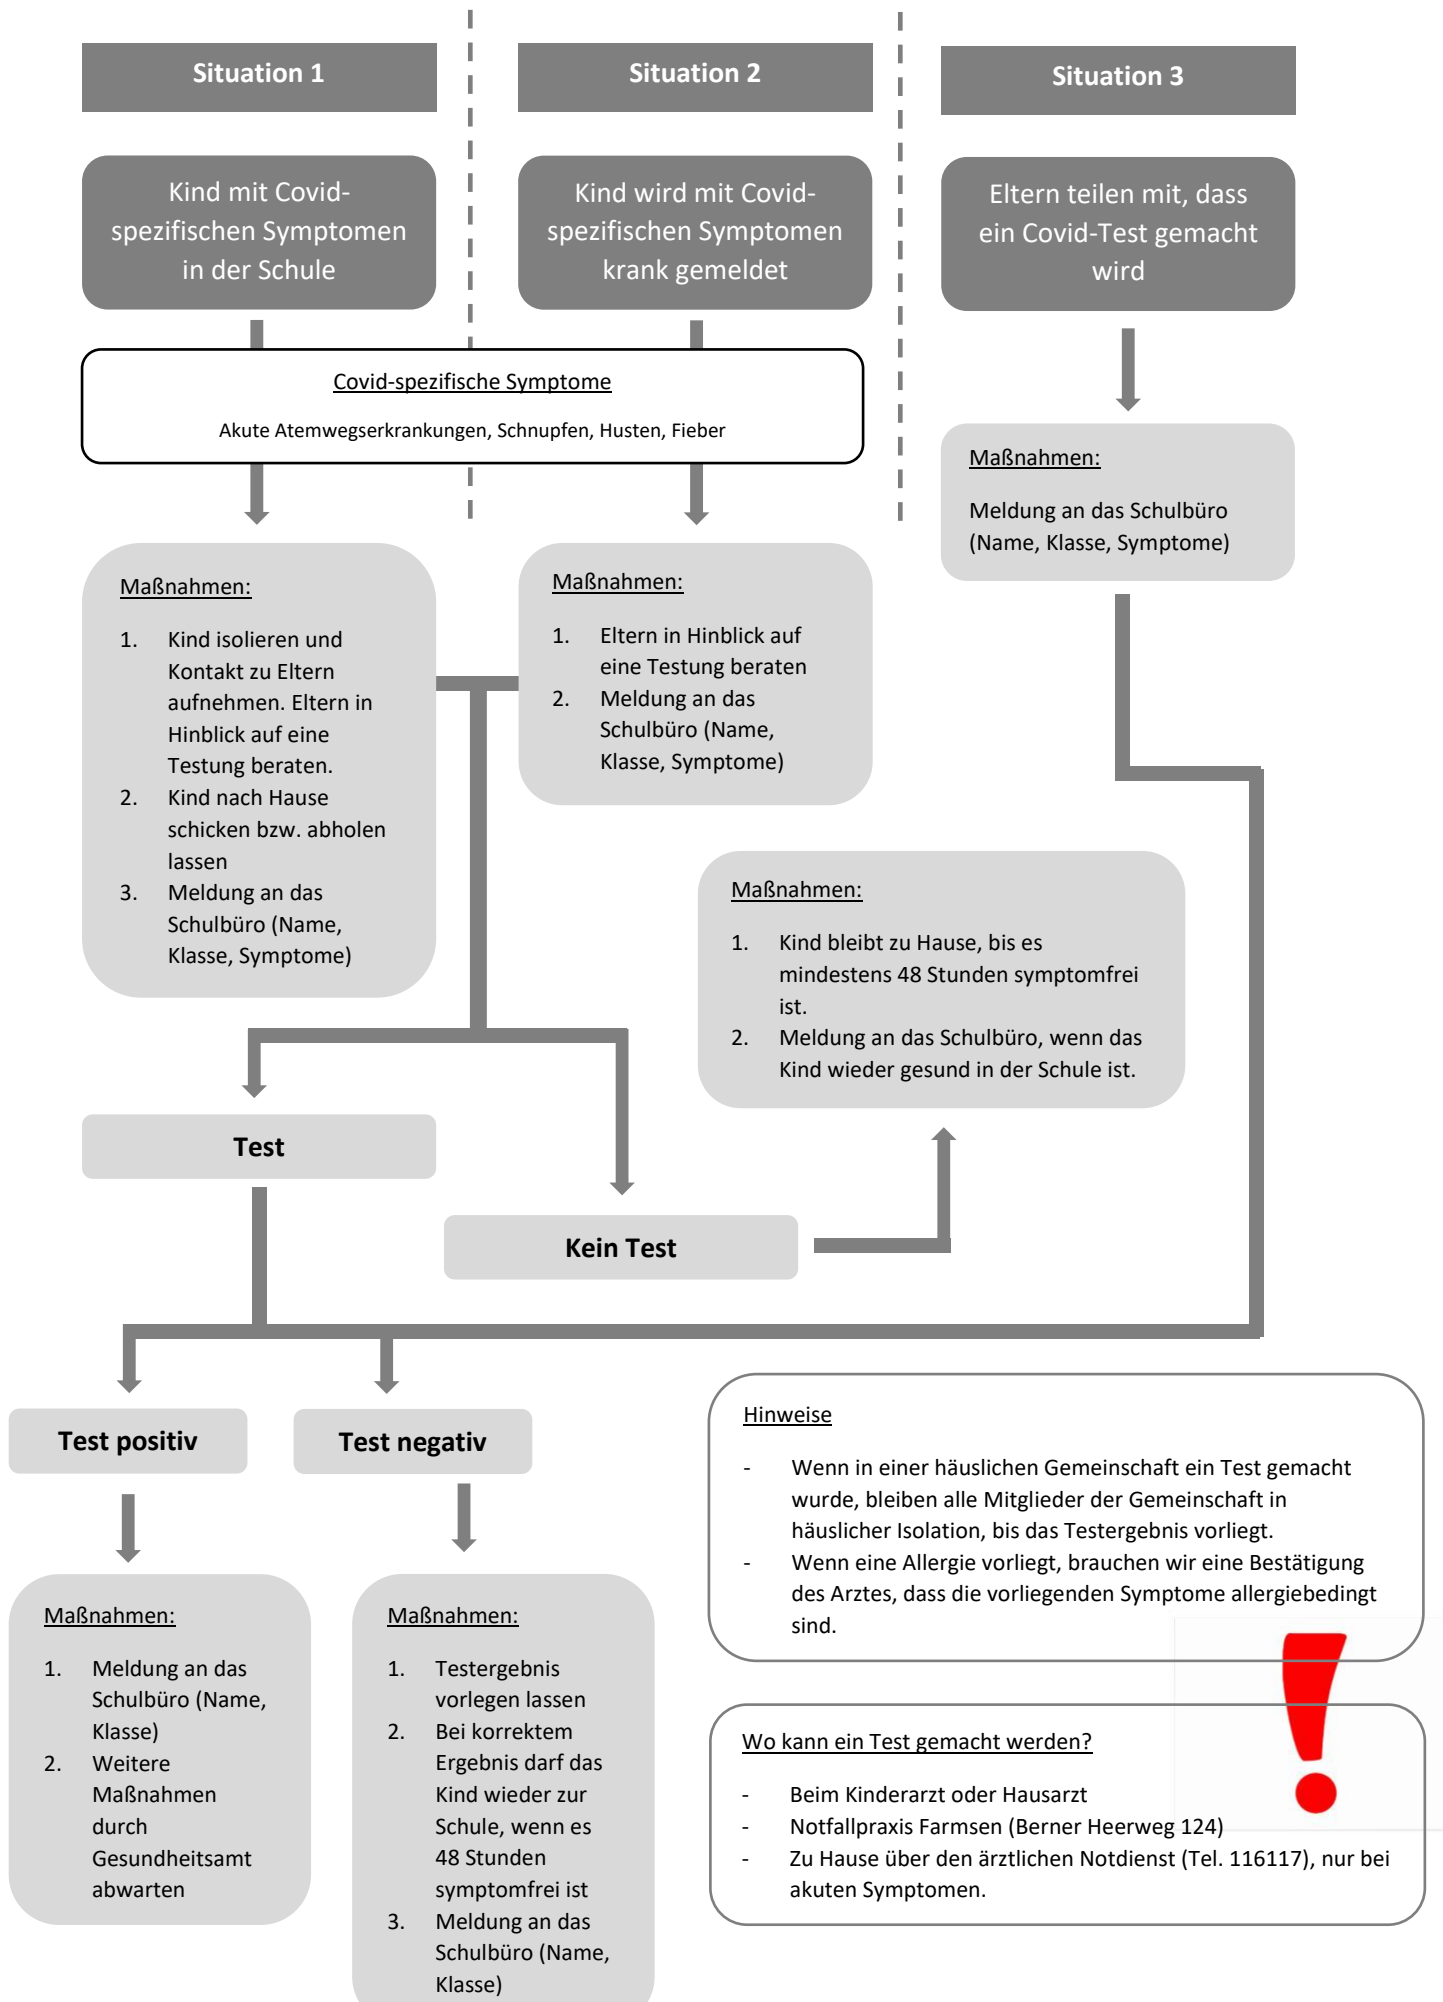 Situation 1
Situation 2
Situation 3
Kind mit Covid-
spezifischen Symptomen
in der Schule
Kind wird mit Covid-
spezifischen Symptomen
krank gemeldet
Eltern teilen mit, dass
ein Covid-Test gemacht
wird
Covid-spezifische Symptome
Akute Atemwegserkrankungen, Schnupfen, Husten, Fieber
Maßnahmen:
Meldung an das Schulbüro
(Name, Klasse, Symptome)
Maßnahmen:
1. Kind isolieren und
Kontakt zu Eltern
aufnehmen. Eltern in
Hinblick auf eine
Testung beraten.
2. Kind nach Hause
schicken bzw. abholen
lassen
3. Meldung an das
Schulbüro (Name,
Klasse, Symptome)
Maßnahmen:
1. Eltern in Hinblick auf
eine Testung beraten
2. Meldung an das
Schulbüro (Name,
Klasse, Symptome)
Maßnahmen:
1. Kind bleibt zu Hause, bis es
mindestens 48 Stunden symptomfrei
ist.
2. Meldung an das Schulbüro, wenn das
Kind wieder gesund in der Schule ist.
Test
Kein Test
Test positiv
Test negativ
Maßnahmen:
1. Meldung an das
Schulbüro (Name,
Klasse)
2. Weitere
Maßnahmen
durch
Gesundheitsamt
abwarten
Maßnahmen:
1. Testergebnis
vorlegen lassen
2. Bei korrektem
Ergebnis darf das
Kind wieder zur
Schule, wenn es
48 Stunden
symptomfrei ist
3. Meldung an das
Schulbüro (Name,
Klasse)
Hinweise
- Wenn in einer häuslichen Gemeinschaft ein Test gemacht
wurde, bleiben alle Mitglieder der Gemeinschaft in
häuslicher Isolation, bis das Testergebnis vorliegt.
- Wenn eine Allergie vorliegt, brauchen wir eine Bestätigung
des Arztes, dass die vorliegenden Symptome allergiebedingt
sind.
Wo kann ein Test gemacht werden?
- Beim Kinderarzt oder Hausarzt
- Notfallpraxis Farmsen (Berner Heerweg 124)
- Zu Hause über den ärztlichen Notdienst (Tel. 116117), nur bei
akuten Symptomen.
!